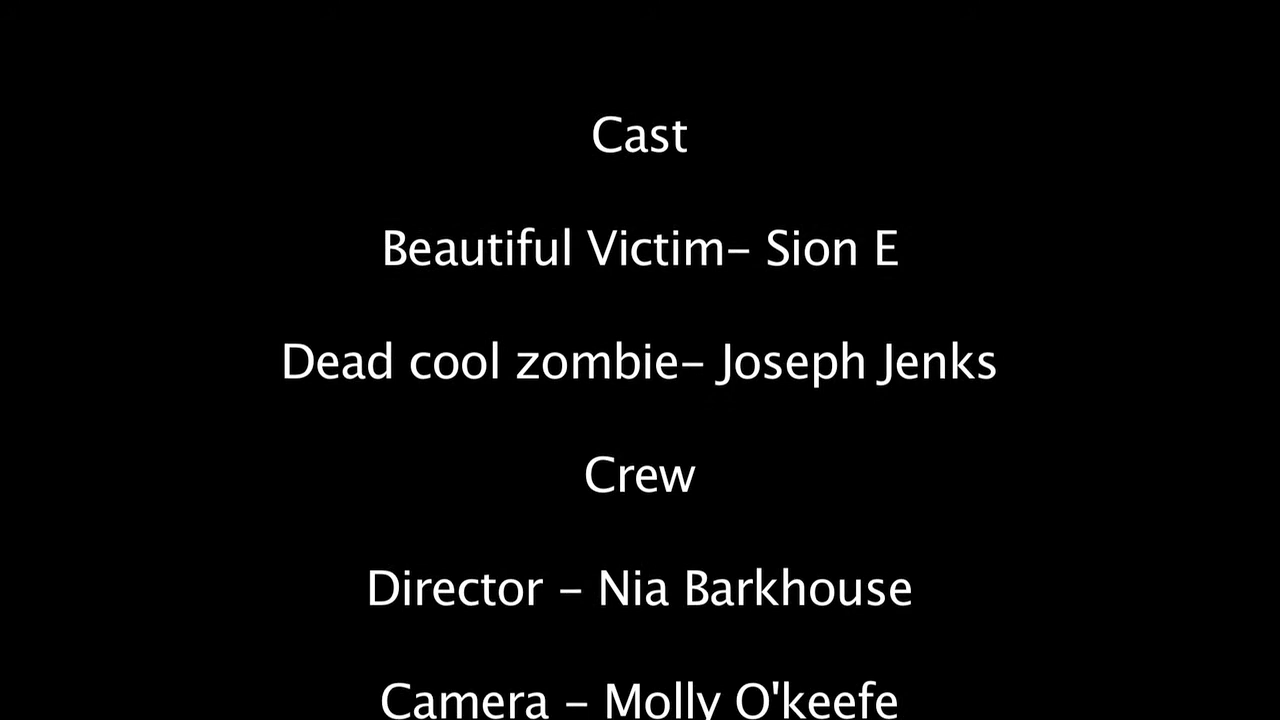 Cast
Beautiful Victim- Sion E
Dead cool zombie- Joseph Jenks
Crew
Director - Nia Barkhouse
Camera - Molly O'keefe